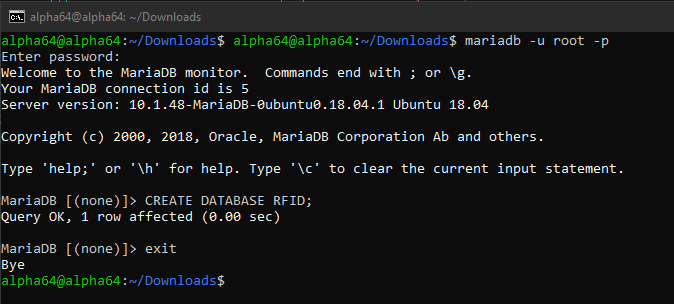 alpha64@alpha64: ~/Downloads
alpha64@alpha64:~/Downloads$ alpha64@alpha64:~/Downloads$ mariadb -u root -p
Enter password:
Welcome to the MariaDB monitor.  Commands end with ; or \g.
Your MariaDB connection id is 5
Server version: 10.1.48-MariaDB-0ubuntu0.18.04.1 Ubuntu 18.04
Copyright (c) 2000, 2018, Oracle, MariaDB Corporation Ab and others.
Type 'help;' or '\h' for help. Type '\c' to clear the current input statement.
MariaDB [(none)]> CREATE DATABASE RFID;
Query OK, 1 row affected (0.00 sec)
MariaDB [(none)]> exit
Bye
alpha64@alpha64:~/Downloads$